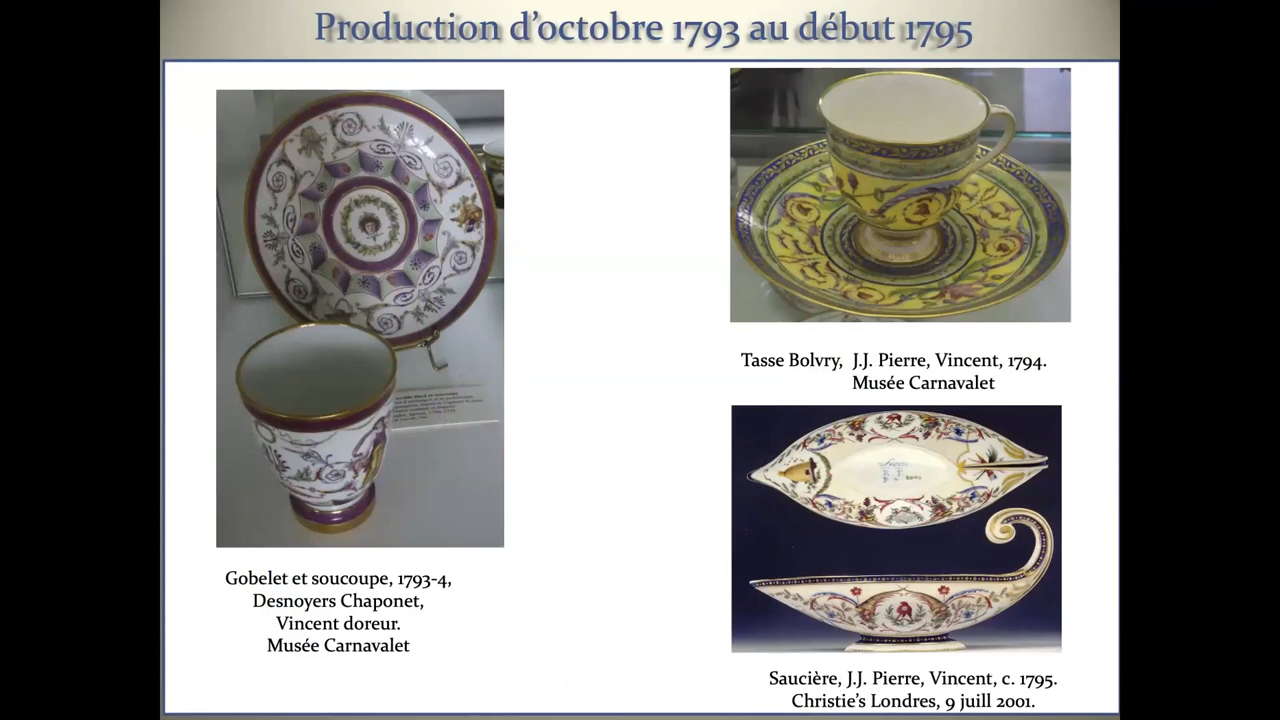 Production d’octobre 1793 au début 1795
Gobelet et soucoupe, 1793-4,
Desnoyers Chaponet,
Vincent doreur.
Musée Carnavalet
Tasse Bolvry, J.J. Pierre, Vincent, 1794.
Musée Carnavalet
Saucière, J.J. Pierre, Vincent, c. 1795.
Christie’s Londres, 9 juill 2001.